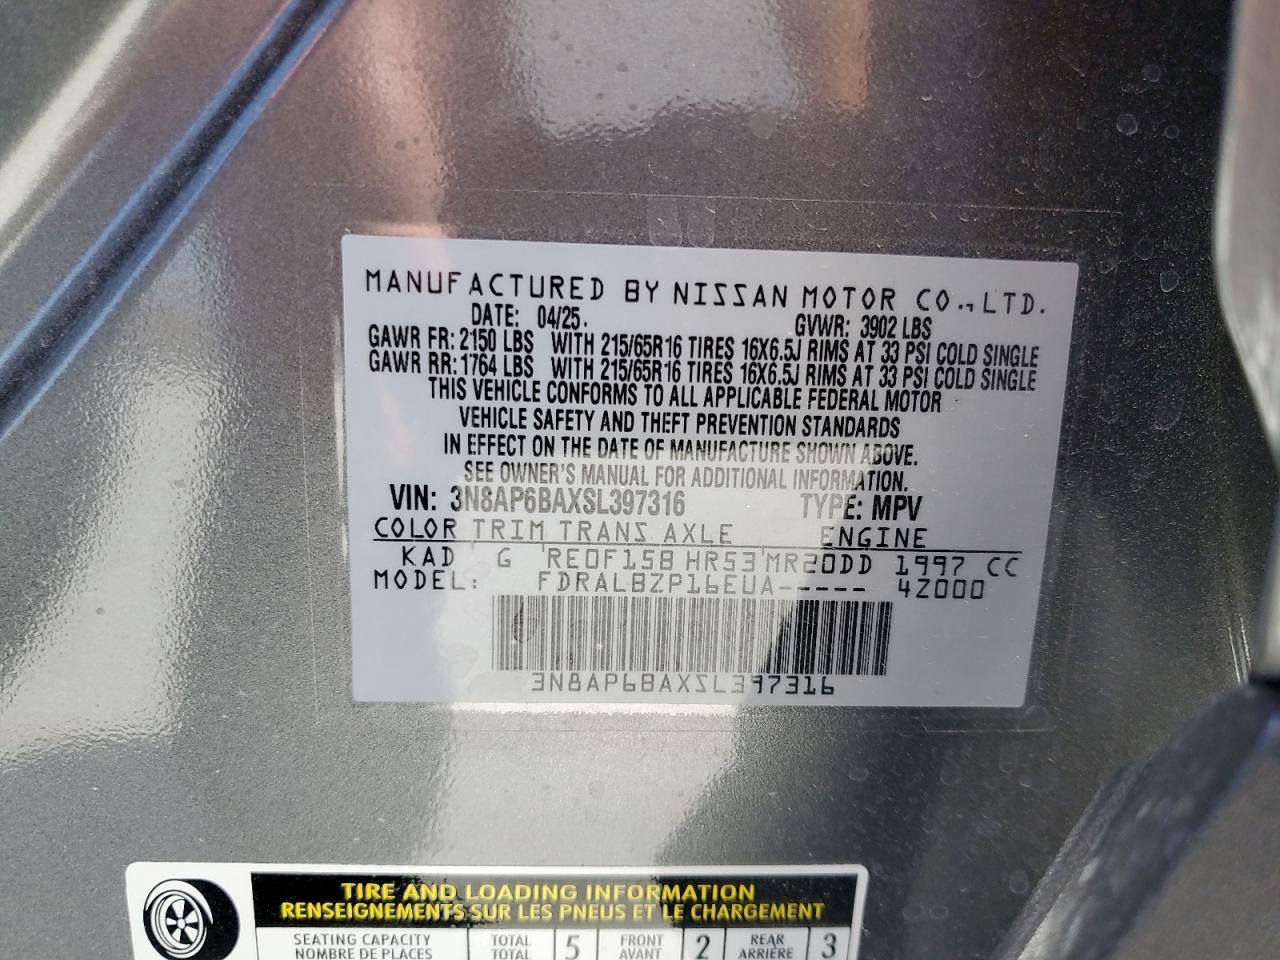 MANUFACTURED BY NISSAN MOTOR CO.,LTD.
DATE: 04/25. GVWR: 3902 LBS
GAWR FR: 2150 LBS WITH 215/65R16 TIRES 16X6.5J RIMS AT 33 PSI COLD SINGLE
GAWR RR: 1764 LBS WITH 215/65R16 TIRES 16X6.5J RIMS AT 33 PSI COLD SINGLE
THIS VEHICLE CONFORMS TO ALL APPLICABLE FEDERAL MOTOR
VEHICLE SAFETY AND THEFT PREVENTION STANDARDS
IN EFFECT ON THE DATE OF MANUFACTURE SHOWN ABOVE.
SEE OWNER'S MANUAL FOR ADDITIONAL INFORMATION.
VIN: 3N8AP6BAXSL397316 TYPE: MPV
COLOR TRIM TRANS AXLE ENGINE
KAD G RE0F15B HR53 MR20DD 1997 CC
MODEL: FDRALBZP16EUA----- 4Z000
3N8AP6BAXSL397316
TIRE AND LOADING INFORMATION
RENSEIGNEMENTS SUR LES PNEUS ET LE CHARGEMENT
SEATING CAPACITY TOTAL 5 FRONT 2 REAR 3
NOMBRE DE PLACES TOTAL AVANT ARRIÈRE